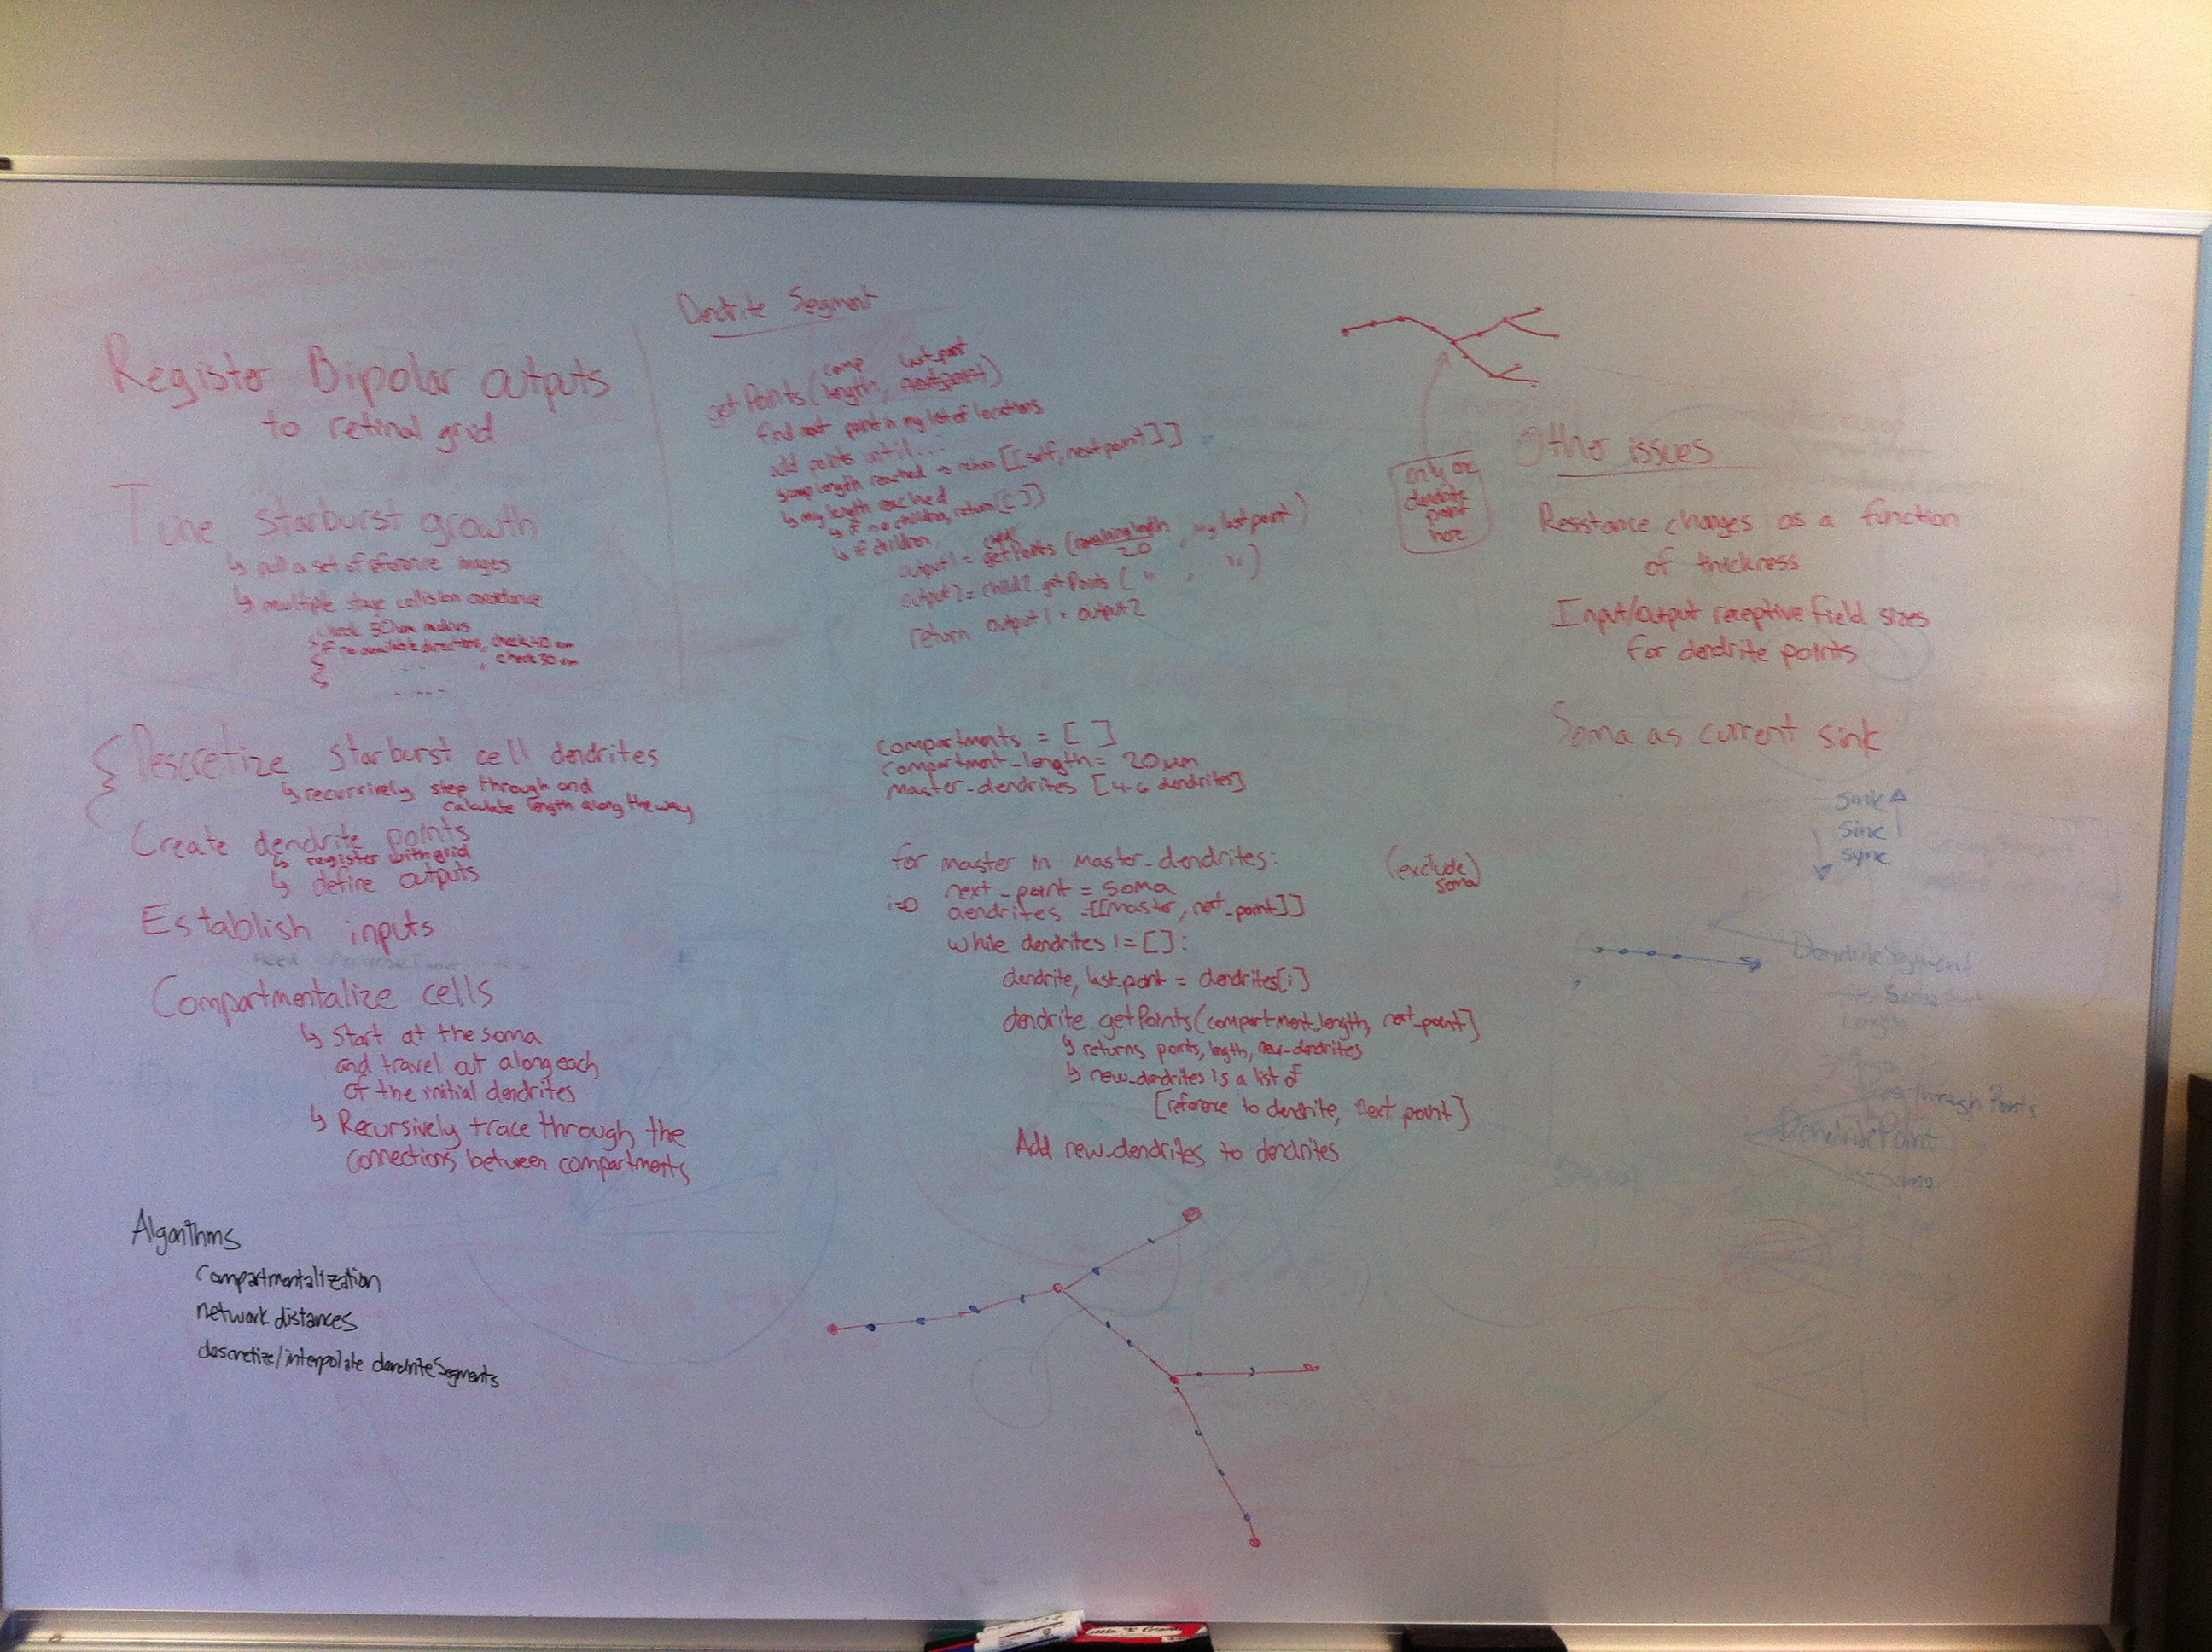 Register Bipolar outputs
to retinal grid
Tune starburst growth
↳ pull a set of reference images
↳ multiple stage collision avoidance
check 50um radius
if no available directions, check 40 um
, check 30 um
.....
{ Descretize starburst cell dendrites
↳ recursively step through and
calculate length along the way
Create dendrite points
↳ register with grid
↳ define outputs
Establish inputs
Compartmentalize cells
↳ Start at the soma
and travel out along each
of the initial dendrites
↳ Recursively trace through the
connections between compartments
Algorithms
Compartmentalization
network distances
descretize/interpolate dendriteSegments
Dendrite Segment
comp last point
getPoints(length, )
find next point in my list of locations
add points until...
↳ comp length reached → return [[self, nextpoint]]
↳ my length reached
↳ if no children, return [[]]
↳ if children
output1 = getPoints (remaining length, my last point)
20
output2 = child2.getPoints ( " , " )
return output1 + output2
compartments = [ ]
compartment_length = 20 um
master_dendrites [4-6 dendrites]
for master in master_dendrites:
(exclude soma)
next_point = soma
i=0 dendrites = [[master, next_point]]
while dendrites != []:
dendrite, last_point = dendrites[i]
dendrite.getPoints(compartment_length, next_point]
↳ returns points, length, new_dendrites
↳ new_dendrites is a list of
[reference to dendrite, next point]
Add new_dendrites to dendrites
only one
dendrite
point
here
Other issues
Resistance changes as a function
of thickness
Input/output receptive field sizes
for dendrite points
Soma as current sink
Sink
Sinc
Sync
DendriteSegment
Length
through Points
DendritePoint